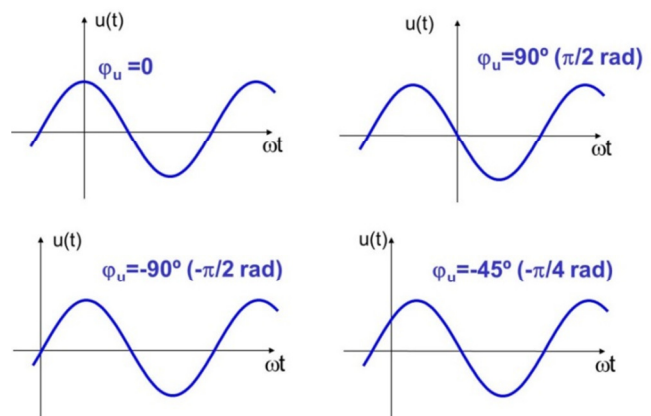 u(t)
φu =0
ωt
u(t)
φu=90º (π/2 rad)
ωt
u(t)
φu=-90º (-π/2 rad)
ωt
u(t)
φu=-45º (-π/4 rad)
ωt